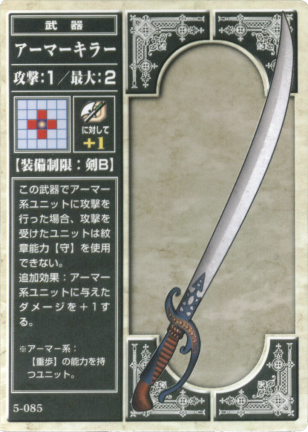 武器
アーマーキラー
攻撃:1/最大:2
に対して
+1
【装備制限:剣B】
この武器でアーマー
系ユニットに攻撃を
行った場合、攻撃を
受けたユニットは紋
章能力【守】を使用
できない。
追加効果:アーマー
系ユニットに与えた
ダメージを+1す
る。
※アーマー系:
【重歩】の能力を持
つユニット。
5-085